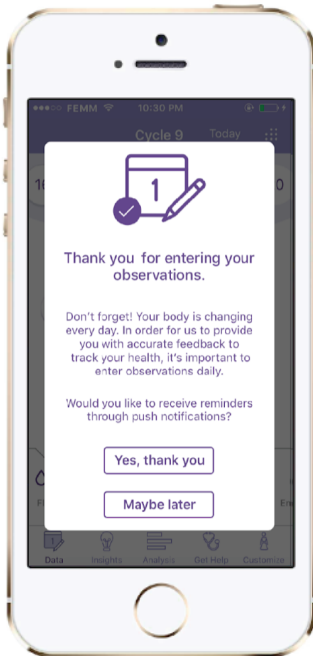 FEMM 10:30 PM
Cycle 9 Today
1
Thank you for entering your
observations.
Don't forget! Your body is changing
every day. In order for us to provide
you with accurate feedback to
track your health, it's important to
enter observations daily.
Would you like to receive reminders
through push notifications?
Yes, thank you
Maybe later
Data Insights Analysis Get Help Customize